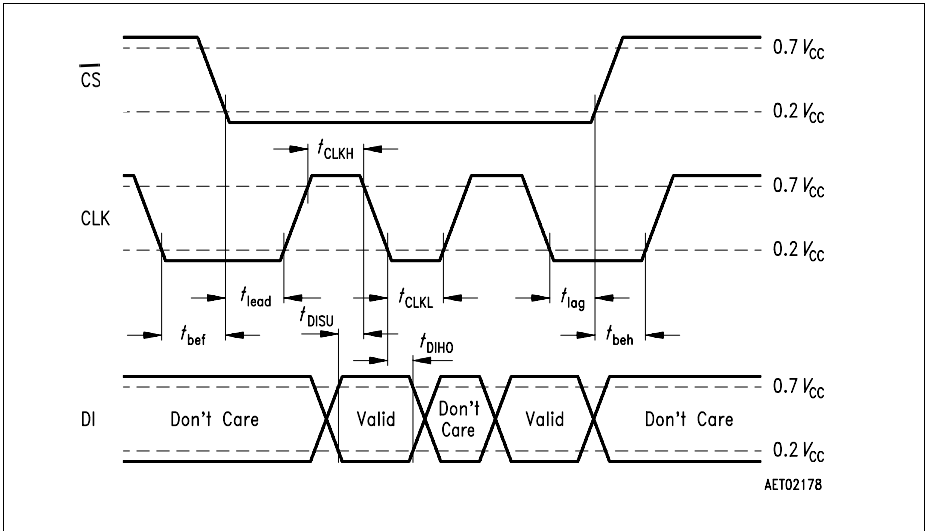 0.7 VCC
CS
0.2 VCC
tCLKH
0.7 VCC
CLK
0.2 VCC
tlead
tCLKL
tlag
tDISU
tbef
tDIHO
tbeh
0.7 VCC
DI
Don't Care
Valid
Don't
Care
Valid
Don't Care
0.2 VCC
AET02178